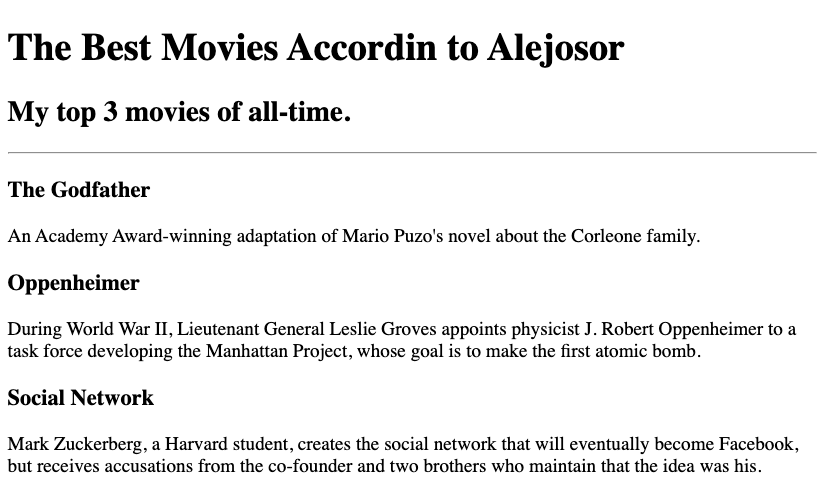 The Best Movies Accordin to Alejosor
My top 3 movies of all-time.
The Godfather
An Academy Award-winning adaptation of Mario Puzo's novel about the Corleone family.
Oppenheimer
During World War II, Lieutenant General Leslie Groves appoints physicist J. Robert Oppenheimer to a
task force developing the Manhattan Project, whose goal is to make the first atomic bomb.
Social Network
Mark Zuckerberg, a Harvard student, creates the social network that will eventually become Facebook,
but receives accusations from the co-founder and two brothers who maintain that the idea was his.